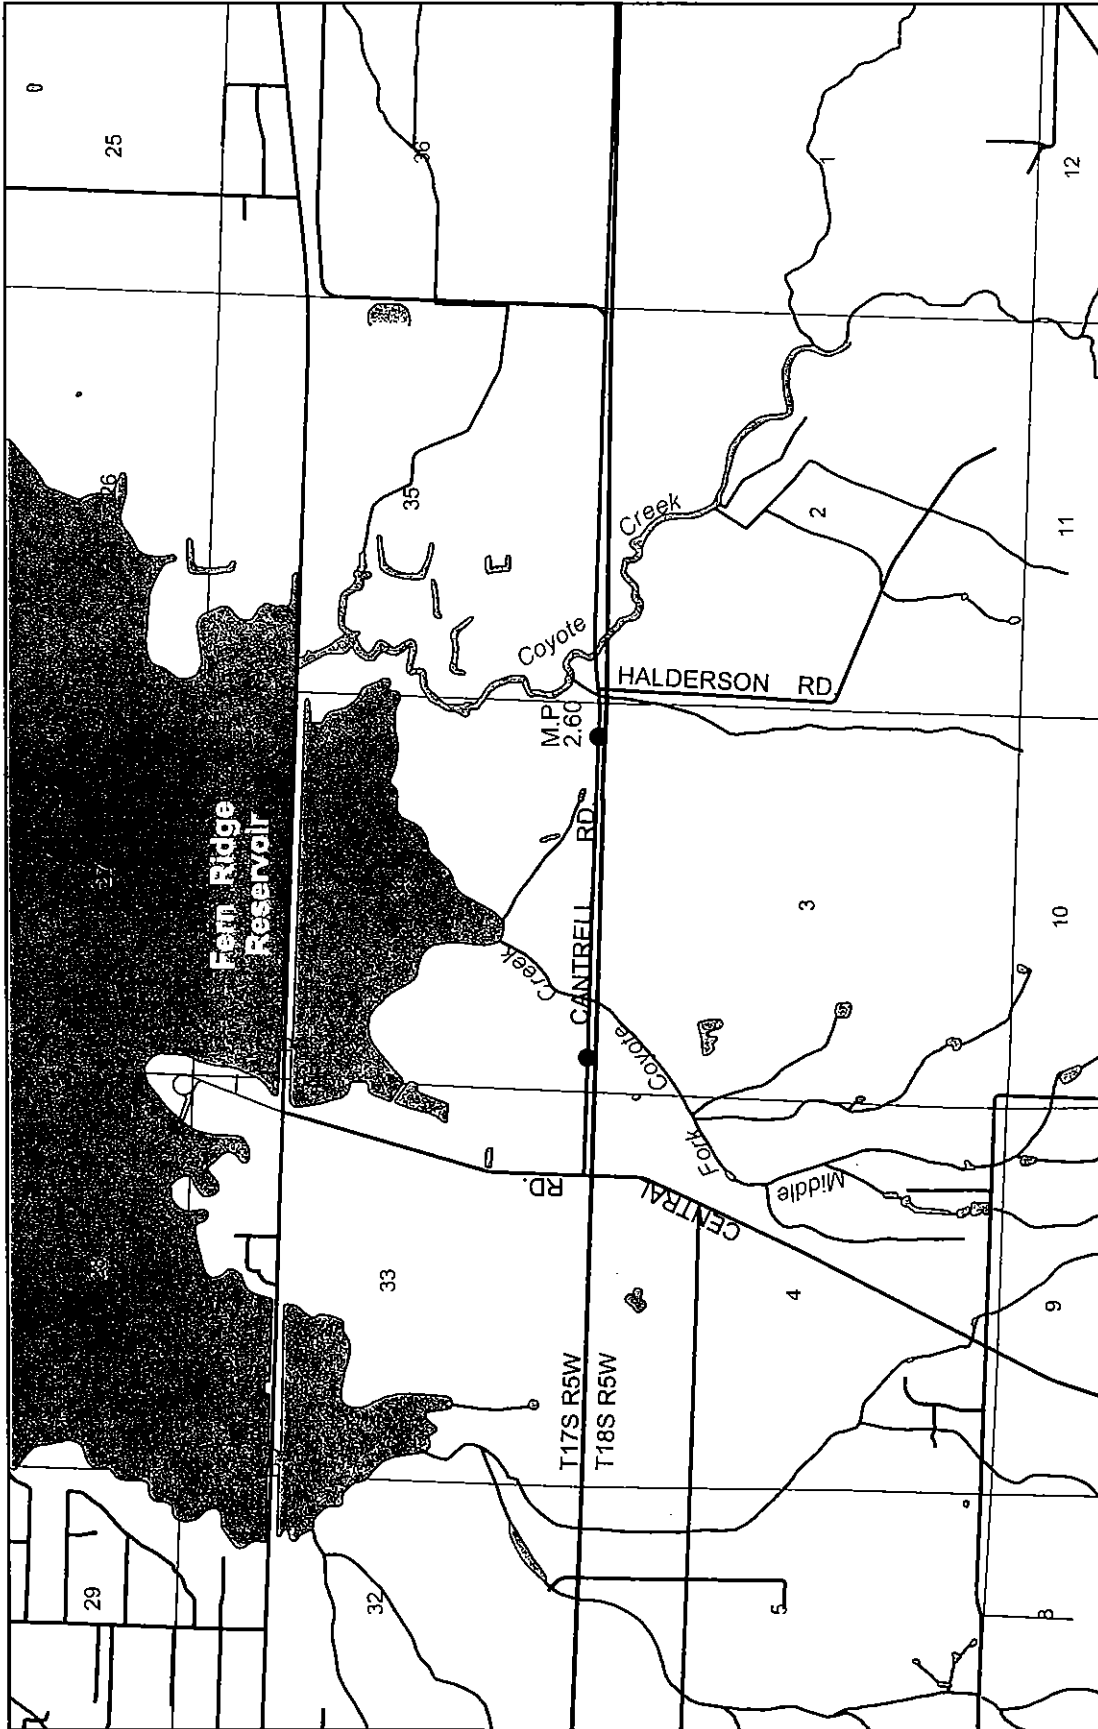 25
36
1
12
26
35
2
11
Coyote Creek
HALDERSON RD.
M.P.
2.60
CANTRELL RD.
27
Fern Ridge
Reservoir
3
10
Middle Fork Coyote Creek
CENTRAL RD.
28
33
4
9
T17S R5W
T18S R5W
29
32
5
8